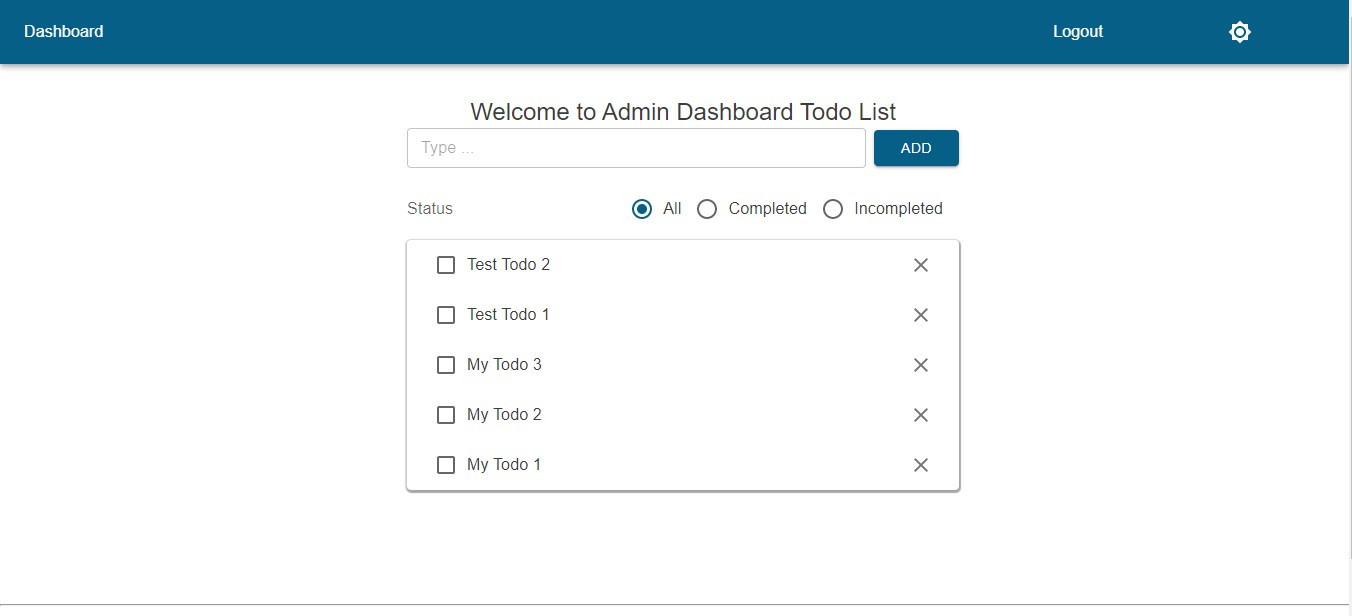 Dashboard Logout
Welcome to Admin Dashboard Todo List
Type ... ADD
Status All Completed Incompleted
Test Todo 2
Test Todo 1
My Todo 3
My Todo 2
My Todo 1